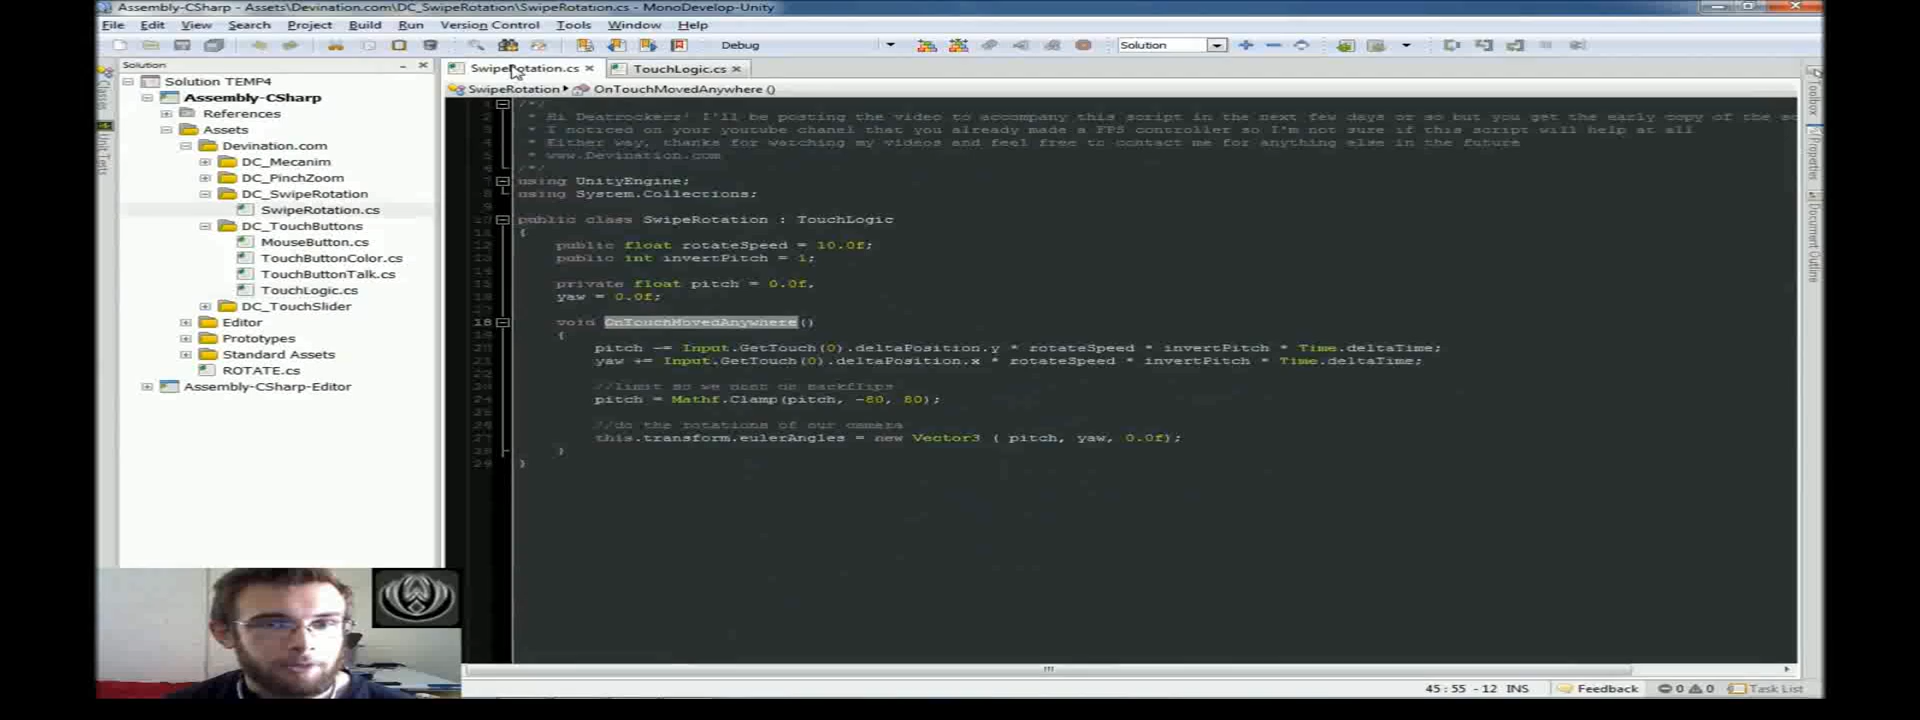 Assembly-CSharp - Assets\Devination.com\DC_SwipeRotation\SwipeRotation.cs - MonoDevelop-Unity
File Edit View Search Project Build Run Version Control Tools Window Help
Debug Solution
Solution
SwipeRotation.cs TouchLogic.cs
SwipeRotation OnTouchMovedAnywhere ()
Solution TEMP4
Assembly-CSharp
References
Assets
Devination.com
DC_Mecanim
DC_PinchZoom
DC_SwipeRotation
SwipeRotation.cs
DC_TouchButtons
MouseButton.cs
TouchButtonColor.cs
TouchButtonTalk.cs
TouchLogic.cs
DC_TouchSlider
Editor
Prototypes
Standard Assets
ROTATE.cs
Assembly-CSharp-Editor
Classes
Unit Tests
/*/
* Hi Deatrockers! I'll be posting the video to accompany this script in the next few days or so but you get the early copy of the
* I noticed on your youtube chanel that you already made a FPS controller so I'm not sure if this script will help at all
* Either way, thanks for watching my videos and feel free to contact me for anything else in the future
* www.Devination.com
/*/
using UnityEngine;
using System.Collections;
public class SwipeRotation : TouchLogic
{
public float rotateSpeed = 10.0f;
public int invertPitch = 1;
private float pitch = 0.0f,
yaw = 0.0f;
void OnTouchMovedAnywhere()
{
pitch -= Input.GetTouch(0).deltaPosition.y * rotateSpeed * invertPitch * Time.deltaTime;
yaw += Input.GetTouch(0).deltaPosition.x * rotateSpeed * invertPitch * Time.deltaTime;
//limit so we dont do backflips
pitch = Mathf.Clamp(pitch, -80, 80);
//do the rotations of our camera
this.transform.eulerAngles = new Vector3 ( pitch, yaw, 0.0f);
}
}
Toolbox
Properties
Document Outline
45 : 55 - 12 INS Feedback 0 0 Task List